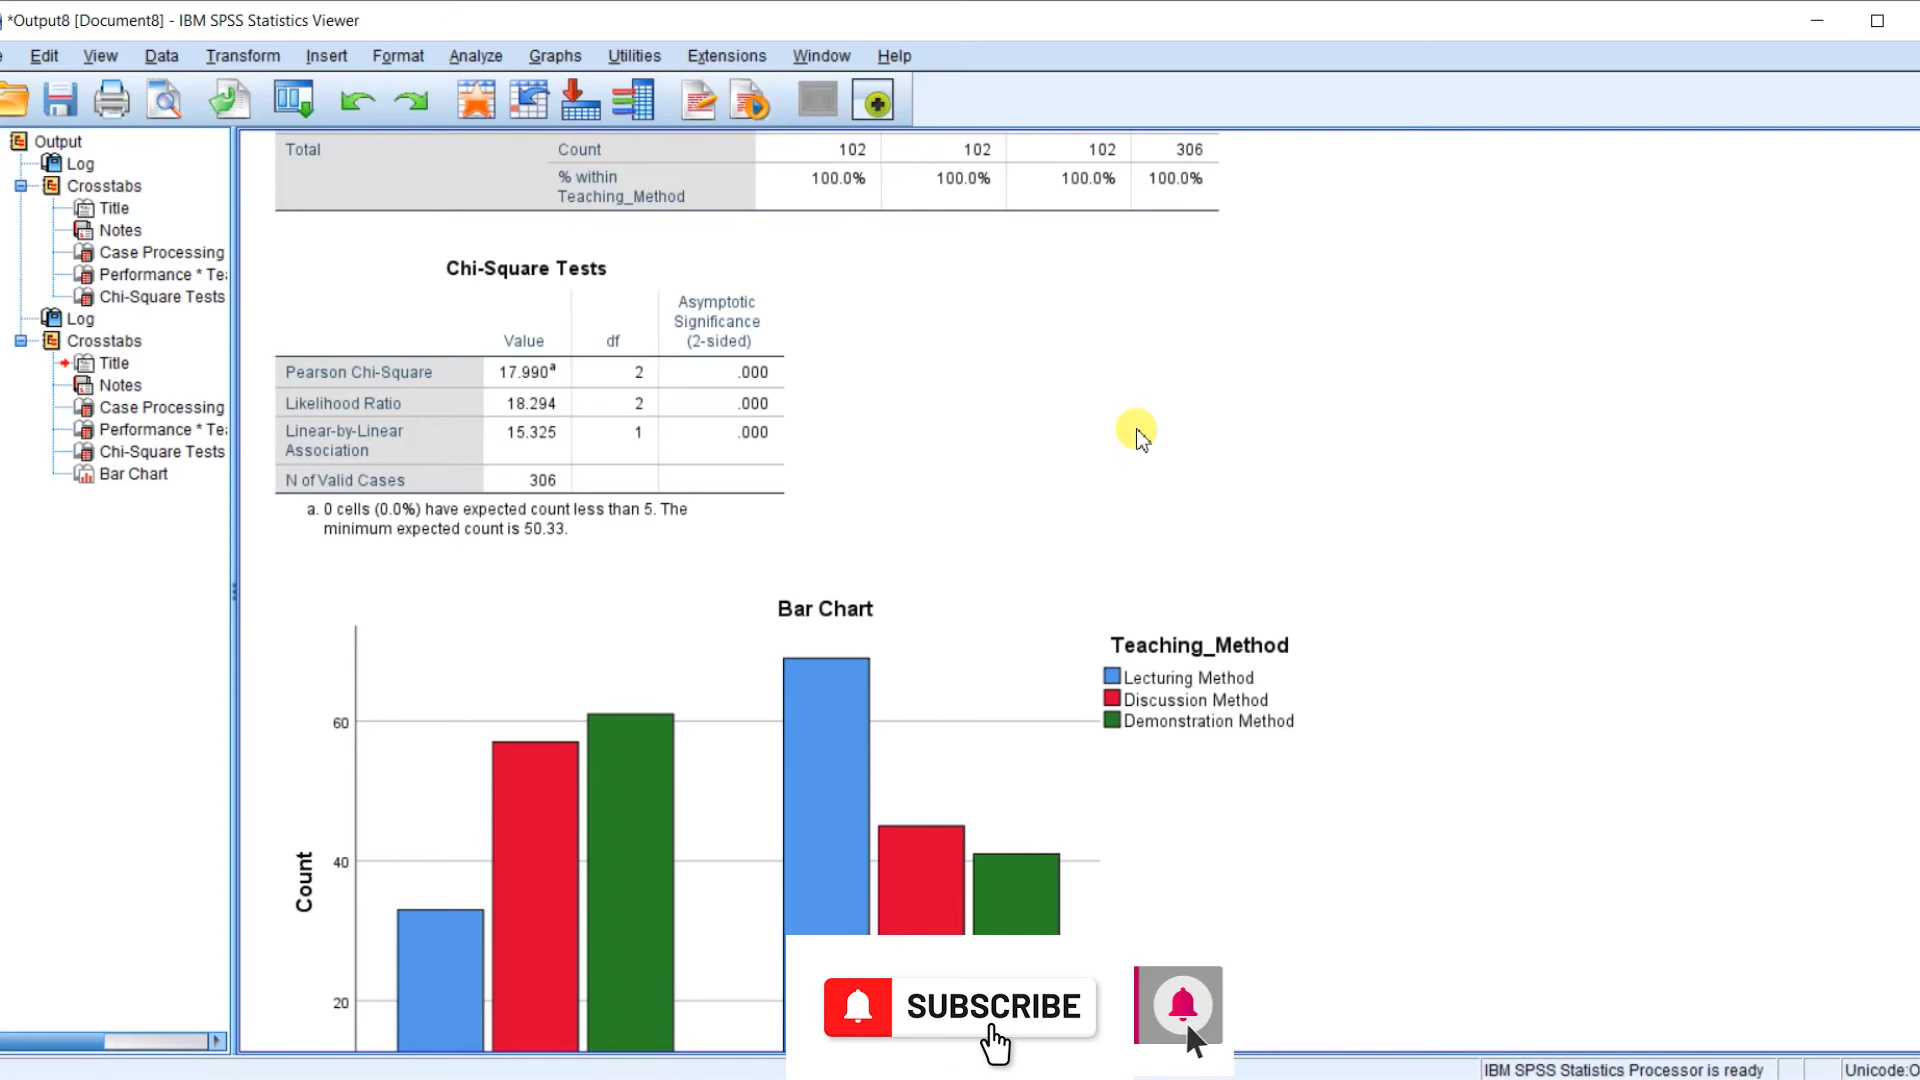 *Output8 [Document8] - IBM SPSS Statistics Viewer
Edit View Data Transform Insert Format Analyze Graphs Utilities Extensions Window Help
Output
Log
Crosstabs
Title
Notes
Case Processing
Performance * Te
Chi-Square Tests
Log
Crosstabs
Title
Notes
Case Processing
Performance * Te
Chi-Square Tests
Bar Chart
Total Count 102 102 102 306
% within Teaching_Method 100.0% 100.0% 100.0% 100.0%
Chi-Square Tests
Value df Asymptotic Significance (2-sided)
Pearson Chi-Square 17.990a 2 .000
Likelihood Ratio 18.294 2 .000
Linear-by-Linear Association 15.325 1 .000
N of Valid Cases 306
a. 0 cells (0.0%) have expected count less than 5. The
minimum expected count is 50.33.
Bar Chart
Teaching_Method
Lecturing Method
Discussion Method
Demonstration Method
60
40
20
Count
SUBSCRIBE
IBM SPSS Statistics Processor is ready Unicode:O